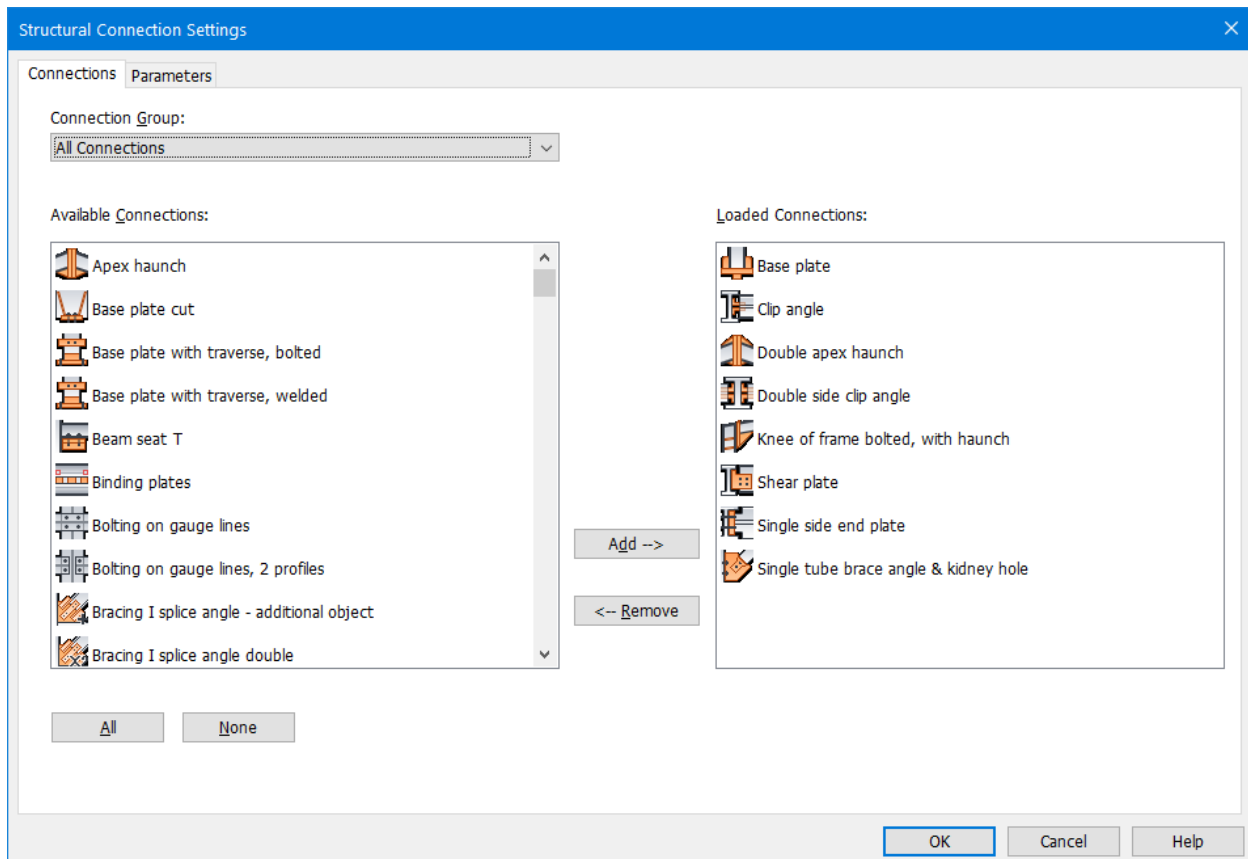 Structural Connection Settings
Connections Parameters
Connection Group:
All Connections
Available Connections:
Apex haunch
Base plate cut
Base plate with traverse, bolted
Base plate with traverse, welded
Beam seat T
Binding plates
Bolting on gauge lines
Bolting on gauge lines, 2 profiles
Bracing I splice angle - additional object
Bracing I splice angle double
All None
Add -->
<-- Remove
Loaded Connections:
Base plate
Clip angle
Double apex haunch
Double side clip angle
Knee of frame bolted, with haunch
Shear plate
Single side end plate
Single tube brace angle & kidney hole
OK Cancel Help